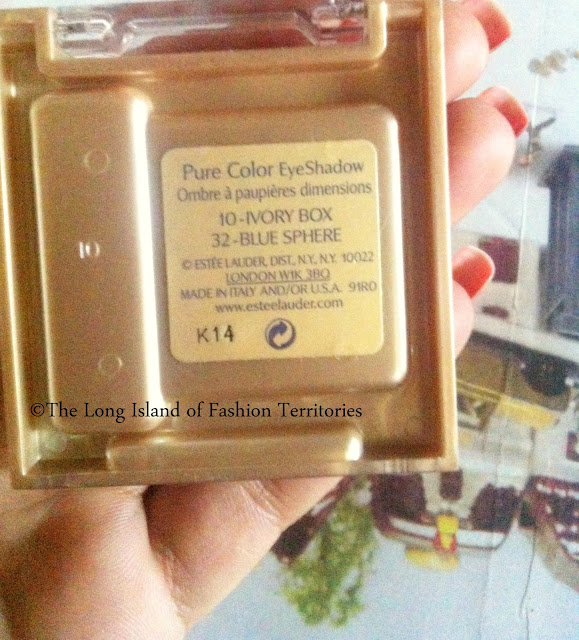 Pure Color EyeShadow
Ombre à paupières dimensions
10-IVORY BOX
32-BLUE SPHERE
© ESTĒE LAUDER, DIST. N.Y., N.Y. 10022
LONDON W1K 3BQ
MADE IN ITALY AND/OR U.S.A. 91R0
www.esteelauder.com
K14
10
©The Long Island of Fashion Territories